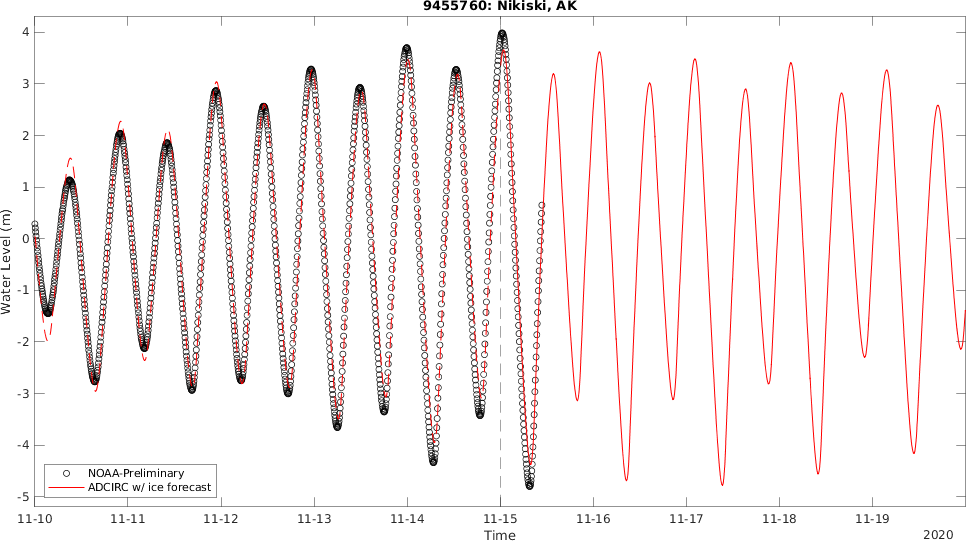 9455760: Nikiski, AK
Water Level (m)
4
3
2
1
0
-1
-2
-3
-4
-5
NOAA-Preliminary
ADCIRC w/ ice forecast
11-10 11-11 11-12 11-13 11-14 11-15 11-16 11-17 11-18 11-19
Time
2020